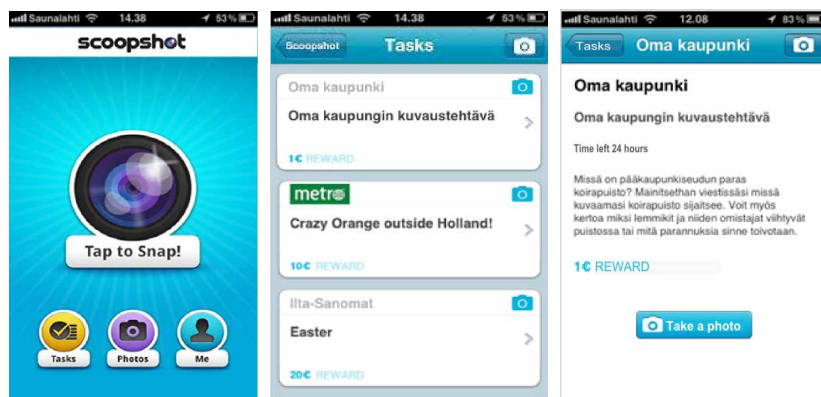 Saunalahti 14.38 53%
scoopshot
Tap to Snap!
Tasks Photos Me
Saunalahti 14.38 53%
Scoopshot Tasks
Oma kaupunki
Oma kaupungin kuvaustehtävä
1€ REWARD
metro
Crazy Orange outside Holland!
10€ REWARD
Ilta-Sanomat
Easter
20€ REWARD
Saunalahti 12.08 83%
Tasks Oma kaupunki
Oma kaupunki
Oma kaupungin kuvaustehtävä
Time left 24 hours
Missä on pääkaupunkiseudun paras
koirapuisto? Mainitsethan viestissäsi missä
kuvaamasi koirapuisto sijaitsee. Voit myös
kertoa miksi lemmikit ja niiden omistajat viihtyvät
puistossa tai mitä parannuksia sinne toivotaan.
1€ REWARD
Take a photo